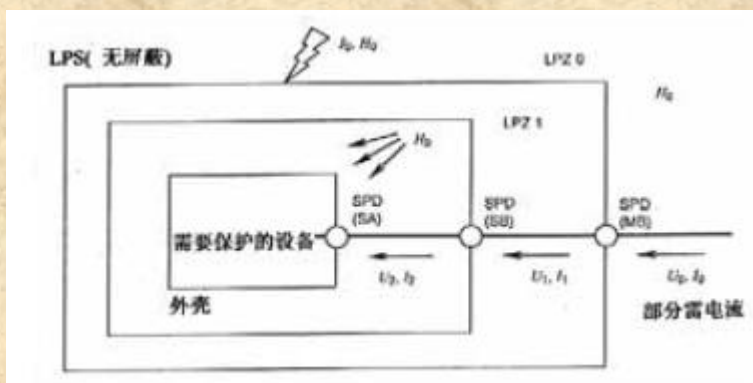 LPS( 无屏蔽)
I₀, H₀
LPZ 0
H₀
LPZ 1
H₀
SPD
(SA)
SPD
(SB)
SPD
(MB)
需要保护的设备
U₂, I₂
U₁, I₁
U₀, I₀
外壳
部分雷电流